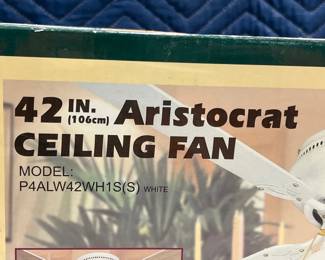 42 IN. (106cm) Aristocrat
CEILING FAN
MODEL:
P4ALW42WH1S(S) WHITE